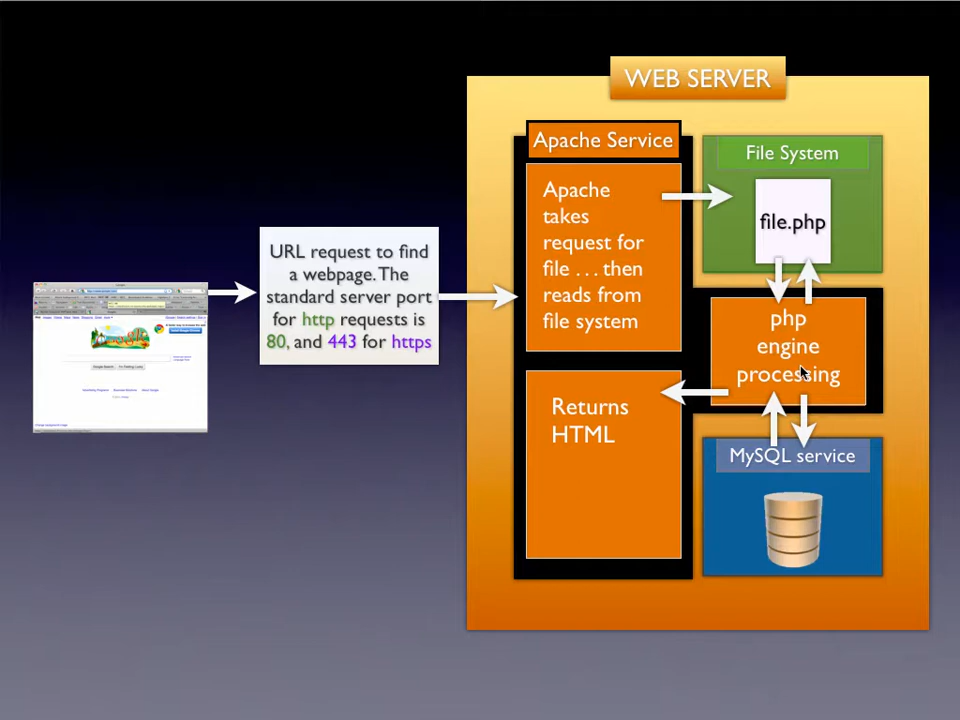 WEB SERVER
Apache Service
Apache
takes
request for
file . . . then
reads from
file system
File System
file.php
URL request to find
a webpage. The
standard server port
for http requests is
80, and 443 for https
php
engine
processing
Returns
HTML
MySQL service